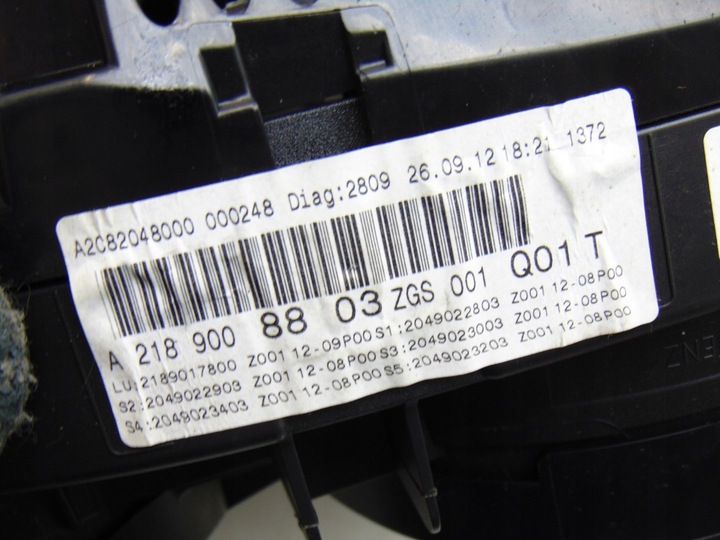 A2C82048000 000248 Diag:2809 26.09.12 18:21 1372
A 218 900 88 03 ZGS 001 Q01 T
LU:2189017800 Z001 12-09P00 S1:2049022803 Z001 12-08P00
S2:2049022903 Z001 12-08P00 S3:2049023003 Z001 12-08P00
S4:2049023403 Z001 12-08P00 S5:2049023203 Z001 12-08P00